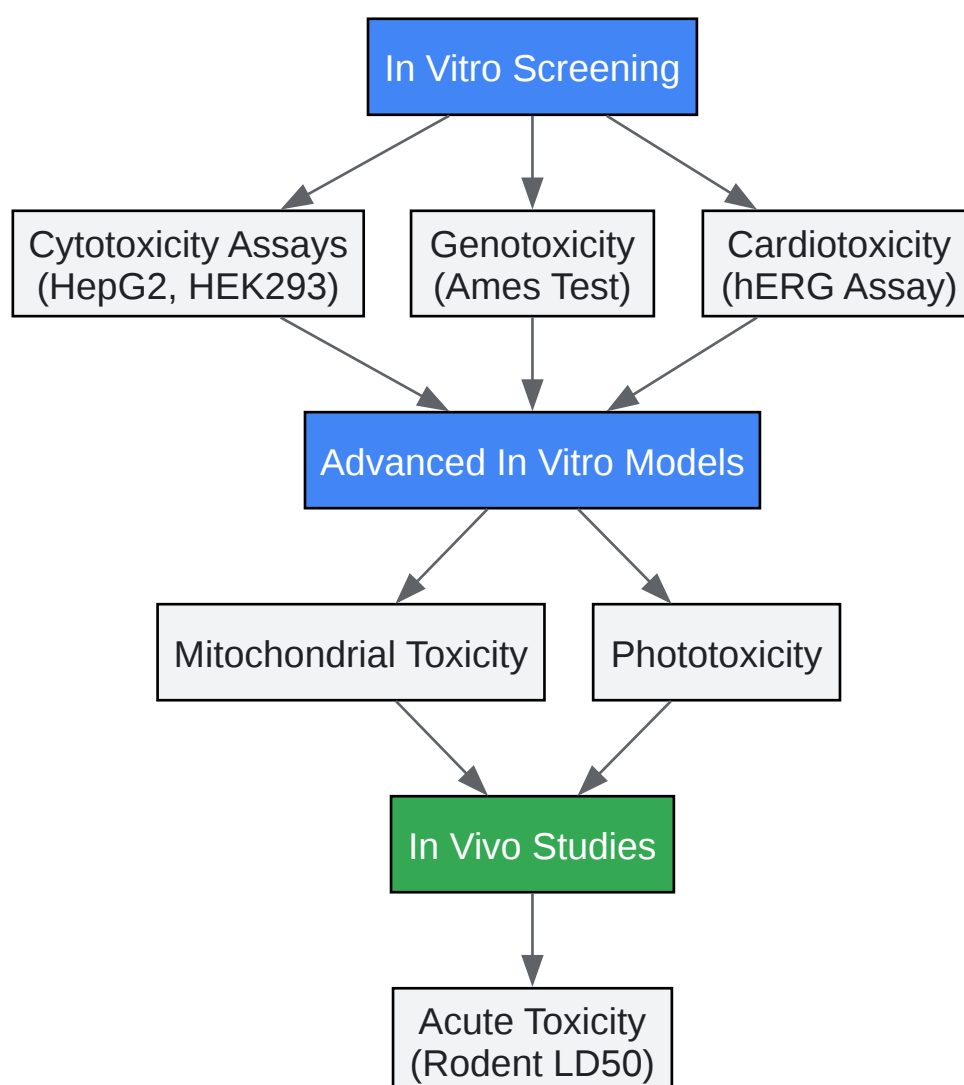 In Vitro Screening
Cytotoxicity Assays
(HepG2, HEK293)
Genotoxicity
(Ames Test)
Cardiotoxicity
(hERG Assay)
Advanced In Vitro Models
Mitochondrial Toxicity
Phototoxicity
In Vivo Studies
Acute Toxicity
(Rodent LD50)